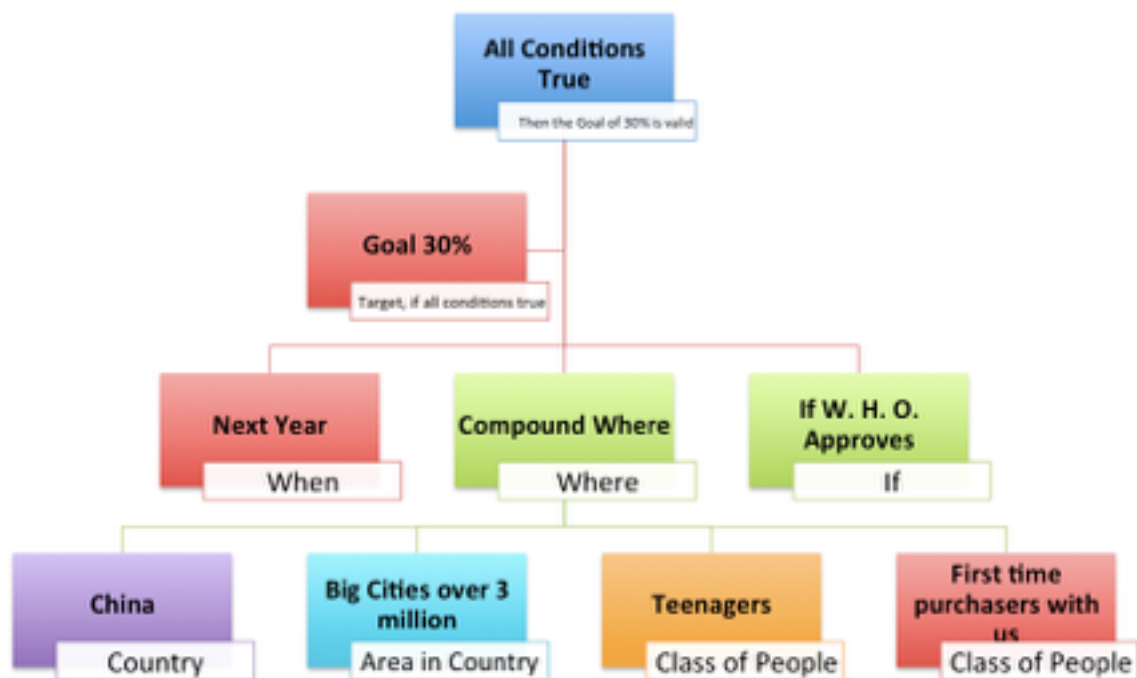 All Conditions
True
Then the Goal of 30% is valid
Goal 30%
Target, if all conditions true
Next Year
When
Compound Where
Where
If W. H. O.
Approves
If
China
Country
Big Cities over 3
million
Area in Country
Teenagers
Class of People
First time
purchasers with
us
Class of People